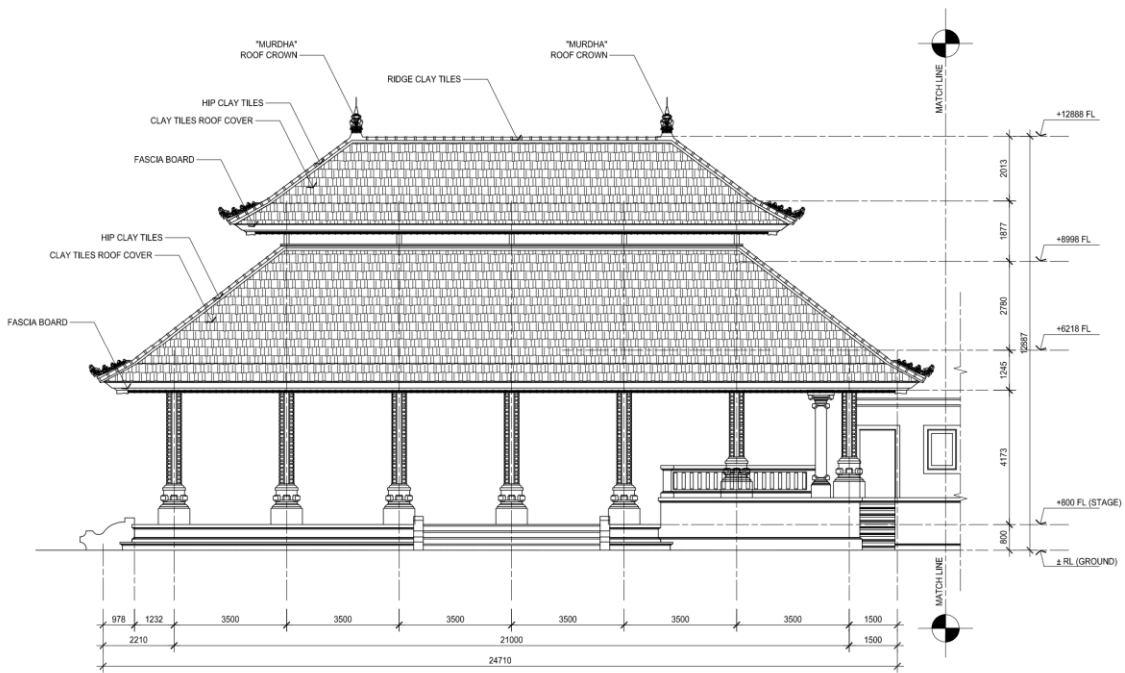 "MURDHA"
ROOF CROWN
"MURDHA"
ROOF CROWN
RIDGE CLAY TILES
HIP CLAY TILES
CLAY TILES ROOF COVER
FASCIA BOARD
HIP CLAY TILES
CLAY TILES ROOF COVER
FASCIA BOARD
MATCH LINE
+12888 FL
2013
1877
+8998 FL
2780
+6218 FL
12887
1245
4173
+800 FL (STAGE)
800
± RL (GROUND)
MATCH LINE
978 1232 3500 3500 3500 3500 3500 3500 1500
2210 21000 1500
24710